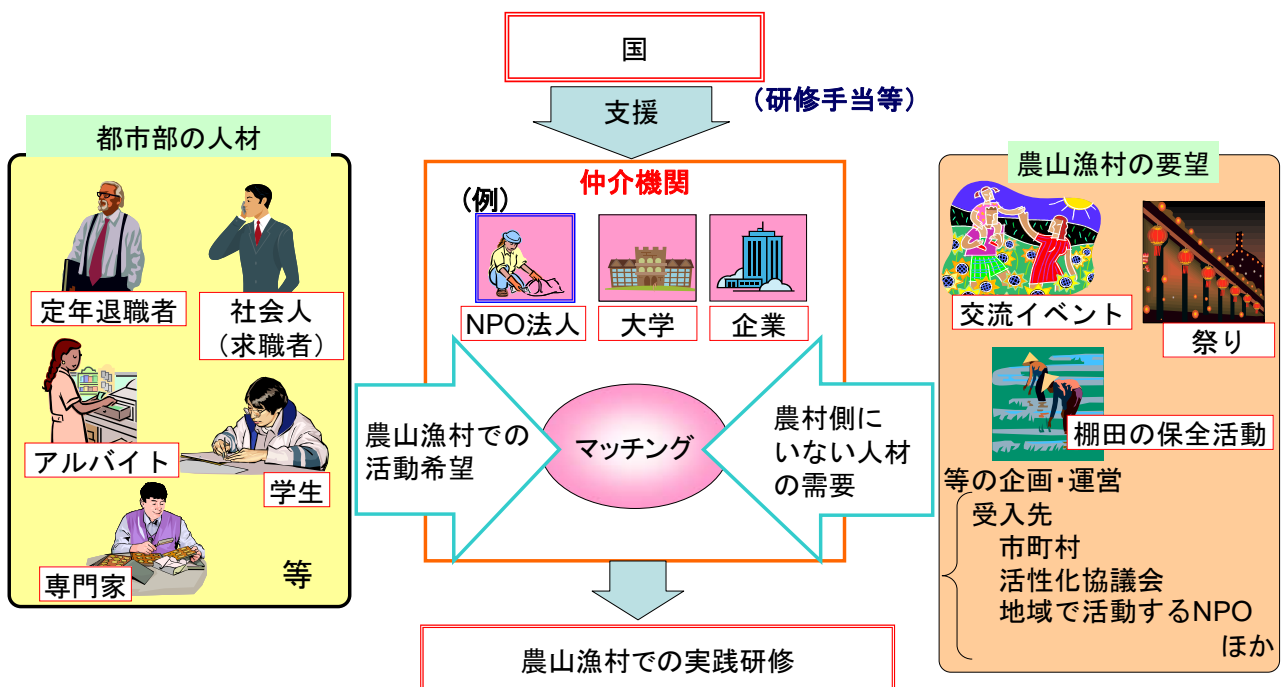 国
支援
(研修手当等)
都市部の人材
定年退職者
社会人
(求職者)
アルバイト
学生
専門家
等
仲介機関
(例)
NPO法人
大学
企業
農山漁村での
活動希望
マッチング
農村側に
いない人材
の需要
農山漁村の要望
交流イベント
祭り
棚田の保全活動
等の企画・運営
受入先
市町村
活性化協議会
地域で活動するNPO
ほか
農山漁村での実践研修